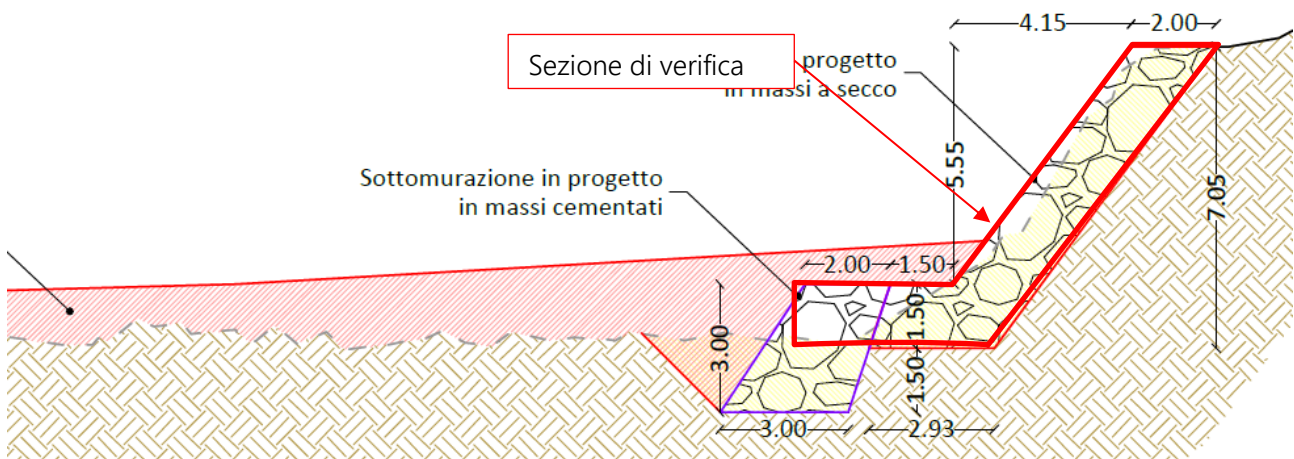 4.15
2.00
Sezione di verifica
progetto
in massi a secco
5.55
7.05
Sottomurazione in progetto
in massi cementati
2.00
1.50
3.00
1.50
1.50
3.00
2.93